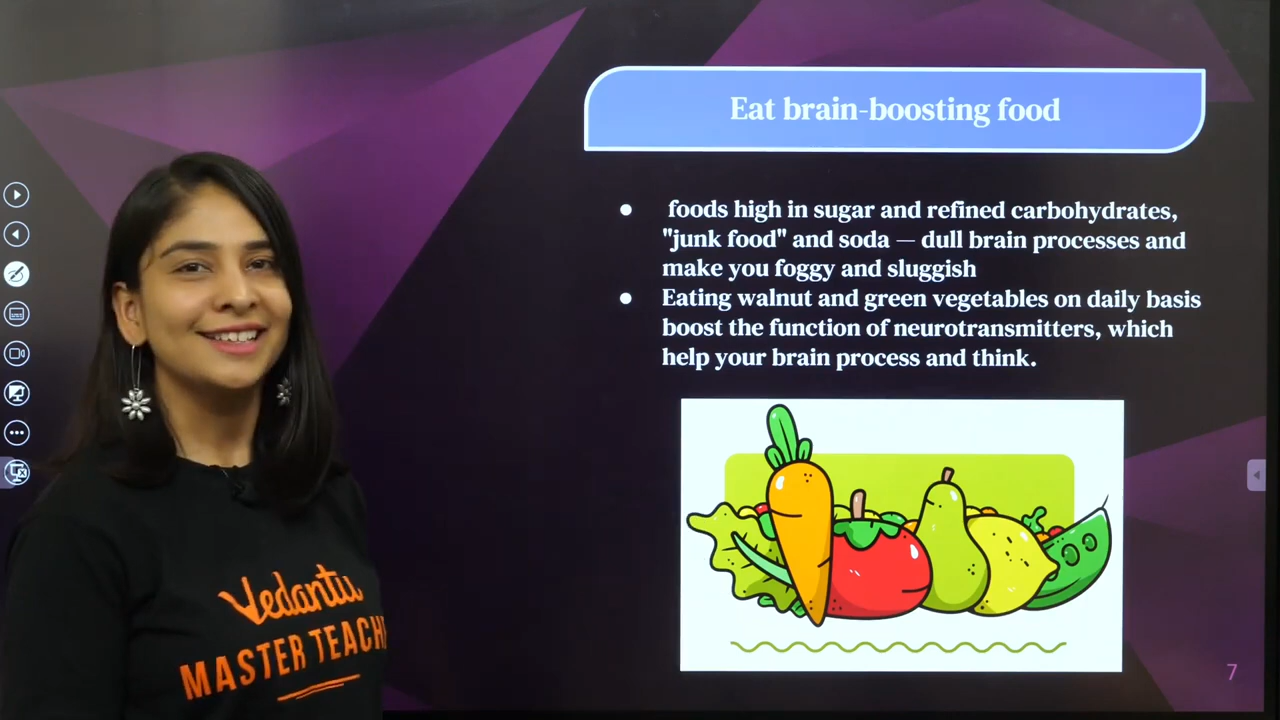 Eat brain-boosting food
● foods high in sugar and refined carbohydrates,
"junk food" and soda — dull brain processes and
make you foggy and sluggish
● Eating walnut and green vegetables on daily basis
boost the function of neurotransmitters, which
help your brain process and think.
Vedantu
MASTER TEACH
7